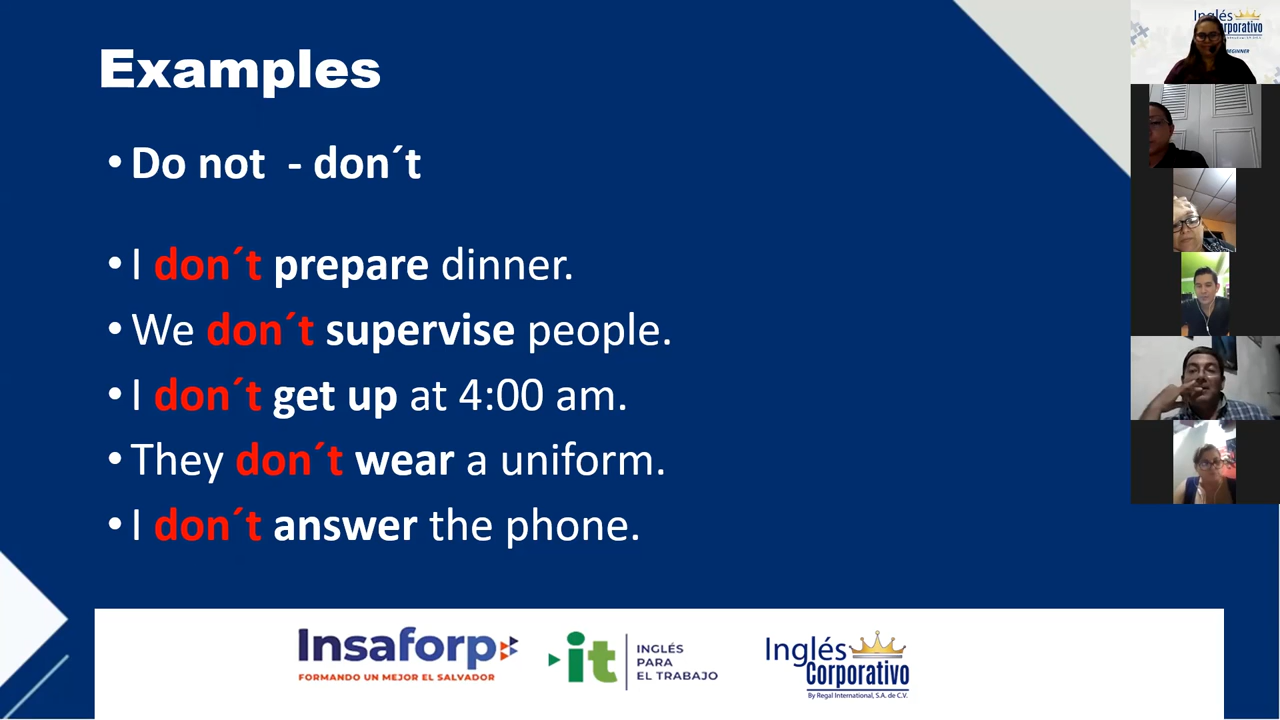 Examples
• Do not - don´t
• I don´t prepare dinner.
• We don´t supervise people.
• I don´t get up at 4:00 am.
• They don´t wear a uniform.
• I don´t answer the phone.
Insaforp
FORMANDO UN MEJOR EL SALVADOR
it
INGLÉS
PARA
EL TRABAJO
Inglés
Corporativo
By Regal International, S.A. de C.V.